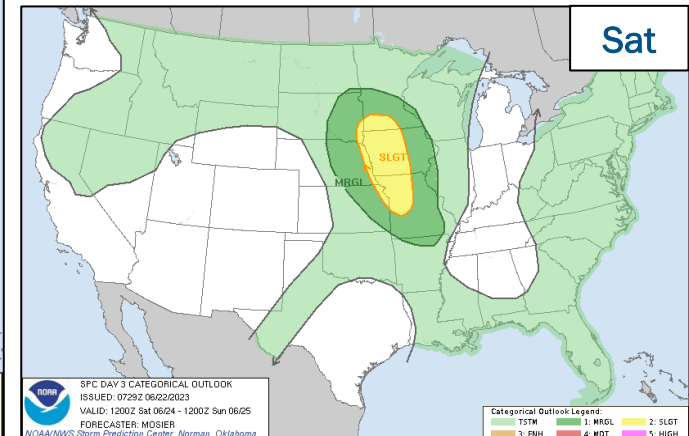 Sat
SLGT
MRGL
NOAA
SPC DAY 3 CATEGORICAL OUTLOOK
ISSUED: 0729Z 06/22/2023
VALID: 1200Z Sat 06/24 - 1200Z Sun 06/25
FORECASTER: MOSIER
NOAA/NWS Storm Prediction Center, Norman, Oklahoma
Categorical Outlook Legend:
TSTM 1: MRGL 2: SLGT
3: ENH 4: MDT 5: HIGH